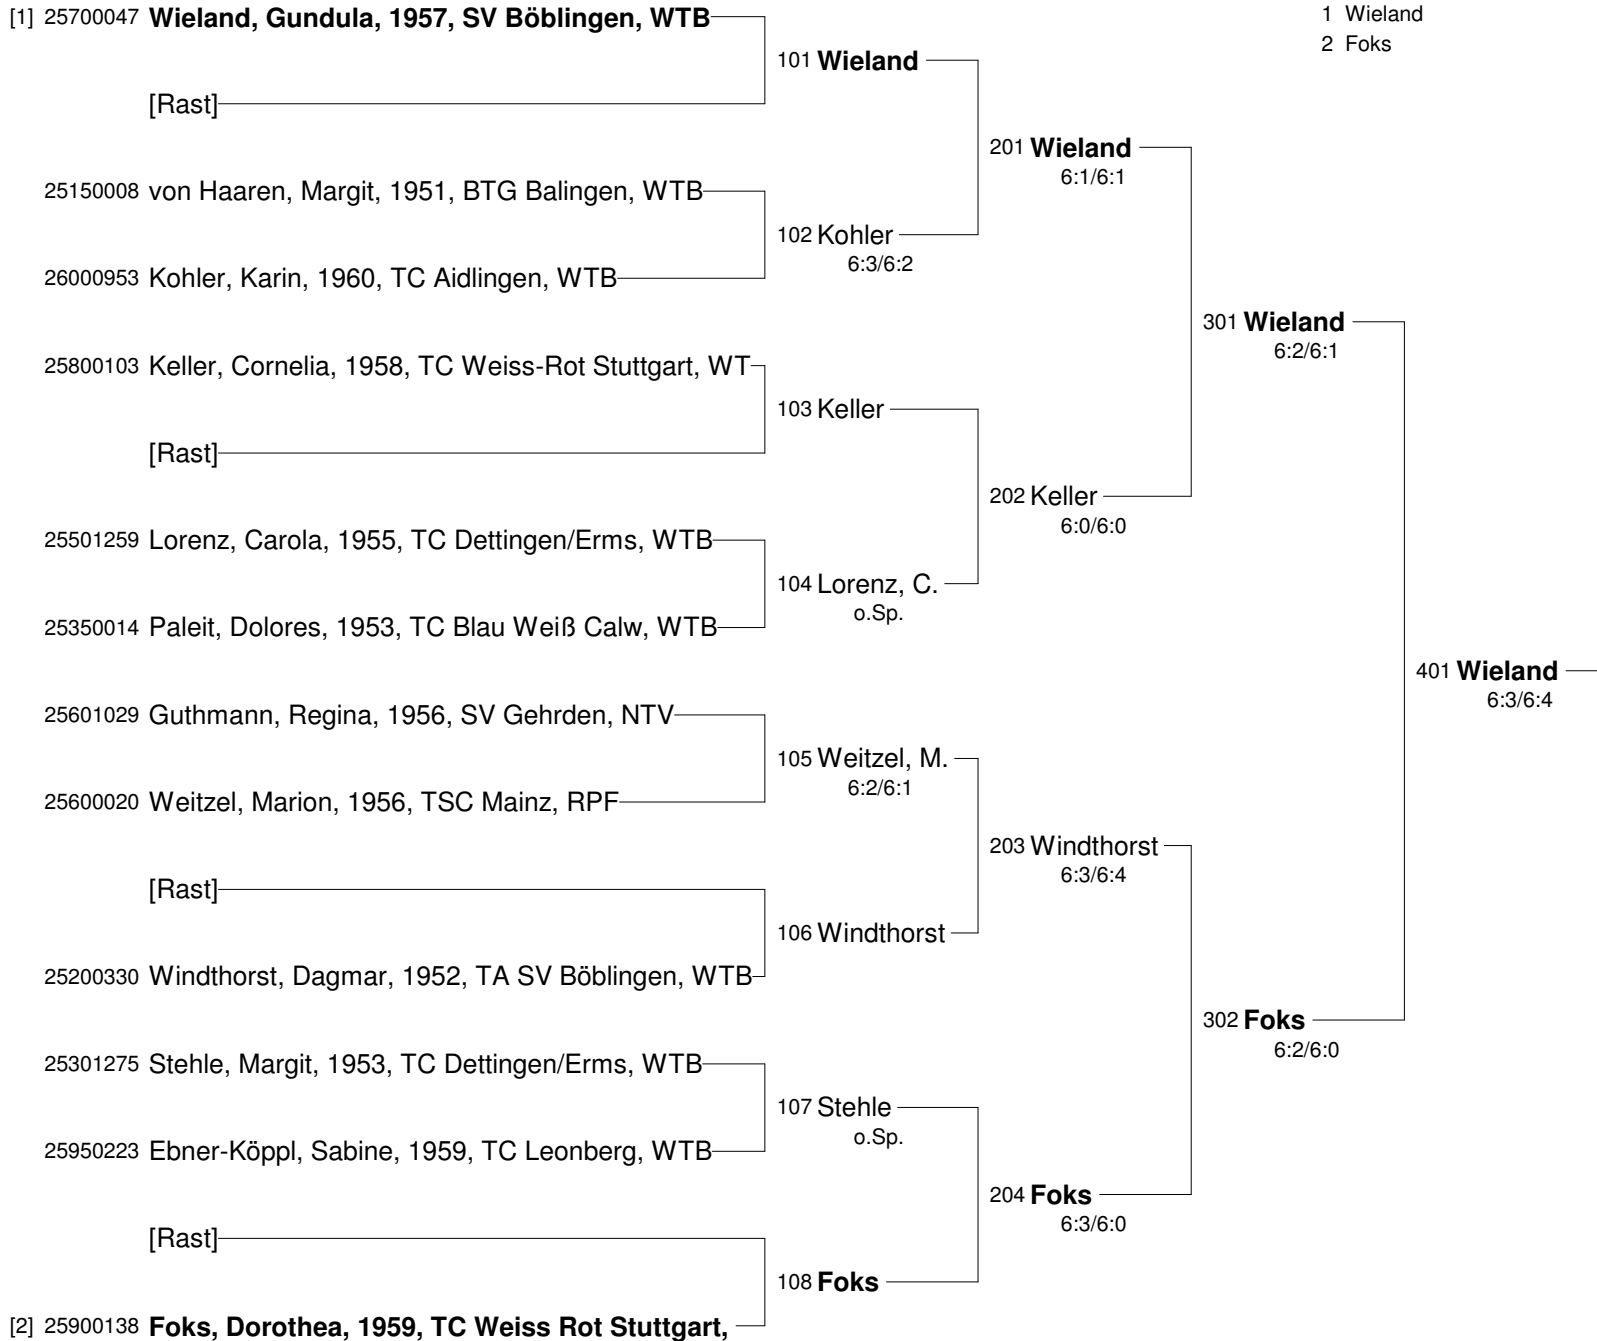 [1] 25700047 Wieland, Gundula, 1957, SV Böblingen, WTB
1 Wieland
2 Foks
101 Wieland
[Rast]
201 Wieland
6:1/6:1
25150008 von Haaren, Margit, 1951, BTG Balingen, WTB
102 Kohler
6:3/6:2
26000953 Kohler, Karin, 1960, TC Aidlingen, WTB
301 Wieland
6:2/6:1
25800103 Keller, Cornelia, 1958, TC Weiss-Rot Stuttgart, WT
103 Keller
[Rast]
202 Keller
6:0/6:0
25501259 Lorenz, Carola, 1955, TC Dettingen/Erms, WTB
104 Lorenz, C.
o.Sp.
25350014 Paleit, Dolores, 1953, TC Blau Weiß Calw, WTB
401 Wieland
6:3/6:4
25601029 Guthmann, Regina, 1956, SV Gehrden, NTV
105 Weitzel, M.
6:2/6:1
25600020 Weitzel, Marion, 1956, TSC Mainz, RPF
203 Windthorst
6:3/6:4
[Rast]
106 Windthorst
25200330 Windthorst, Dagmar, 1952, TA SV Böblingen, WTB
302 Foks
6:2/6:0
25301275 Stehle, Margit, 1953, TC Dettingen/Erms, WTB
107 Stehle
o.Sp.
25950223 Ebner-Köppl, Sabine, 1959, TC Leonberg, WTB
204 Foks
6:3/6:0
[Rast]
108 Foks
[2] 25900138 Foks, Dorothea, 1959, TC Weiss Rot Stuttgart,